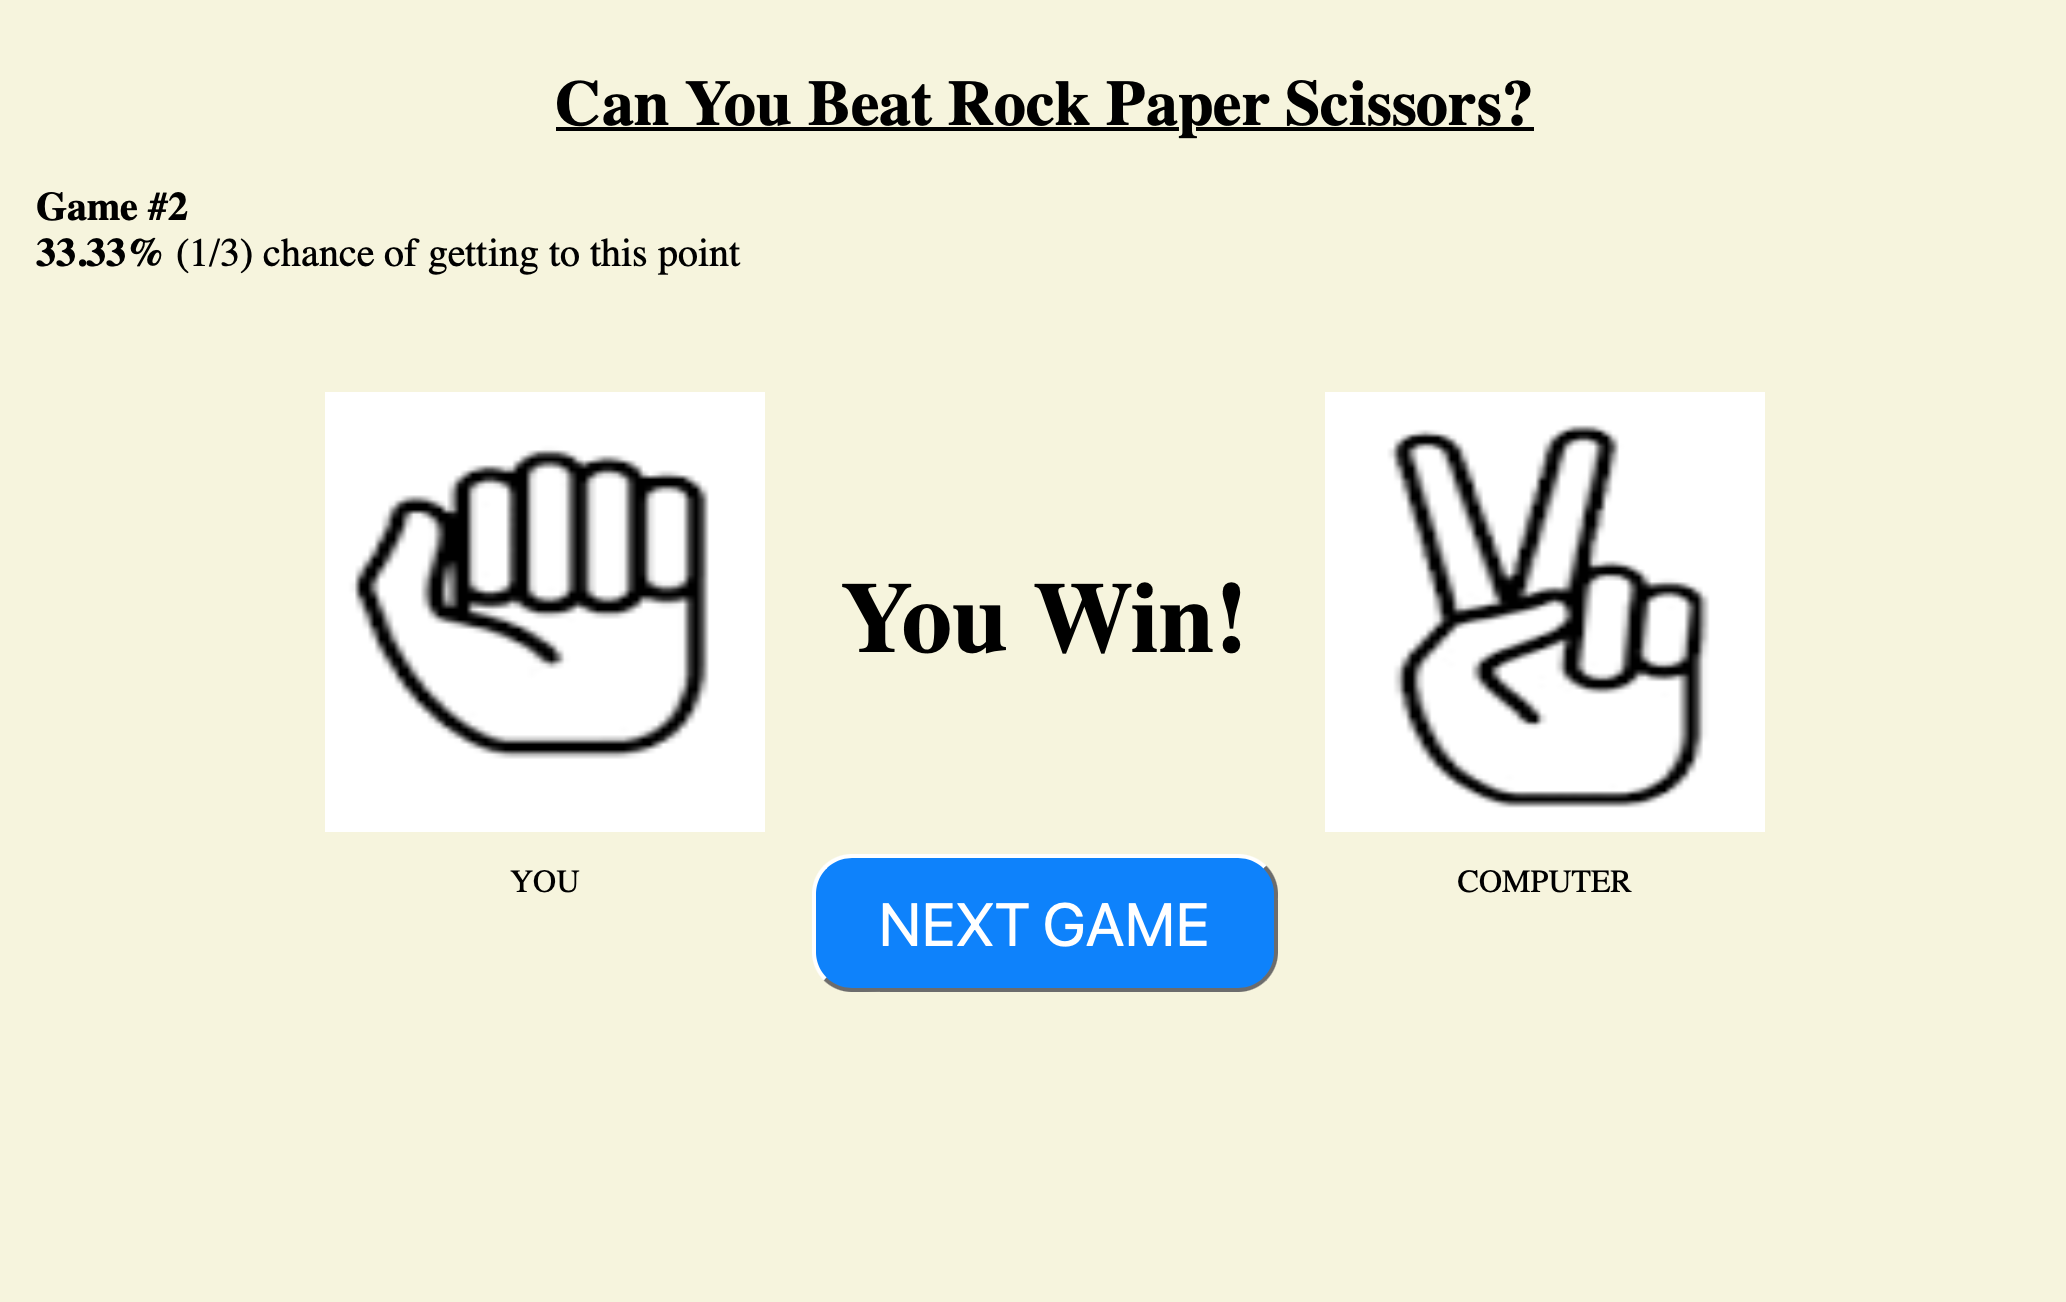 Can You Beat Rock Paper Scissors?
Game #2
33.33% (1/3) chance of getting to this point
You Win!
YOU
COMPUTER
NEXT GAME